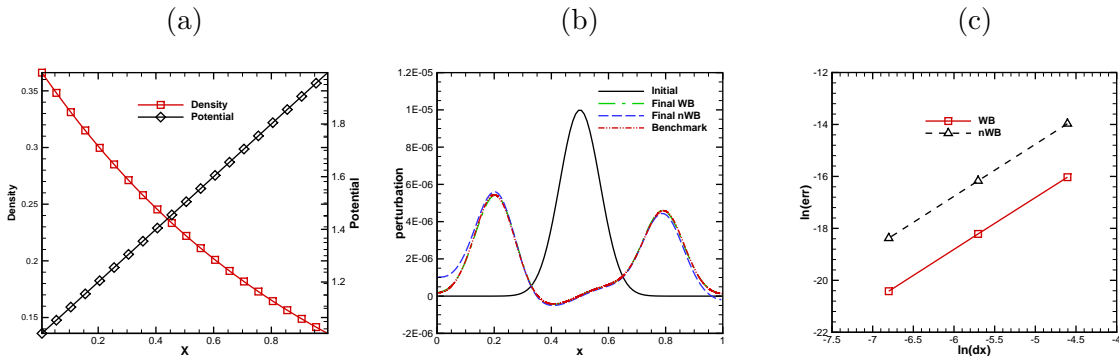 (a)
0.35
0.3
0.25
0.2
0.15
Density
0.2
0.4
0.6
0.8
X
1.8
1.6
1.4
1.2
Potential
Density
Potential
(b)
1.2E-05
1E-05
8E-06
6E-06
4E-06
2E-06
0
-2E-06
perturbation
0
0.2
0.4
0.6
0.8
1
x
Initial
Final WB
Final nWB
Benchmark
(c)
-12
-14
-16
-18
-20
-22
ln(err)
-7.5
-7
-6.5
-6
-5.5
-5
-4.5
-4
ln(dx)
WB
nWB